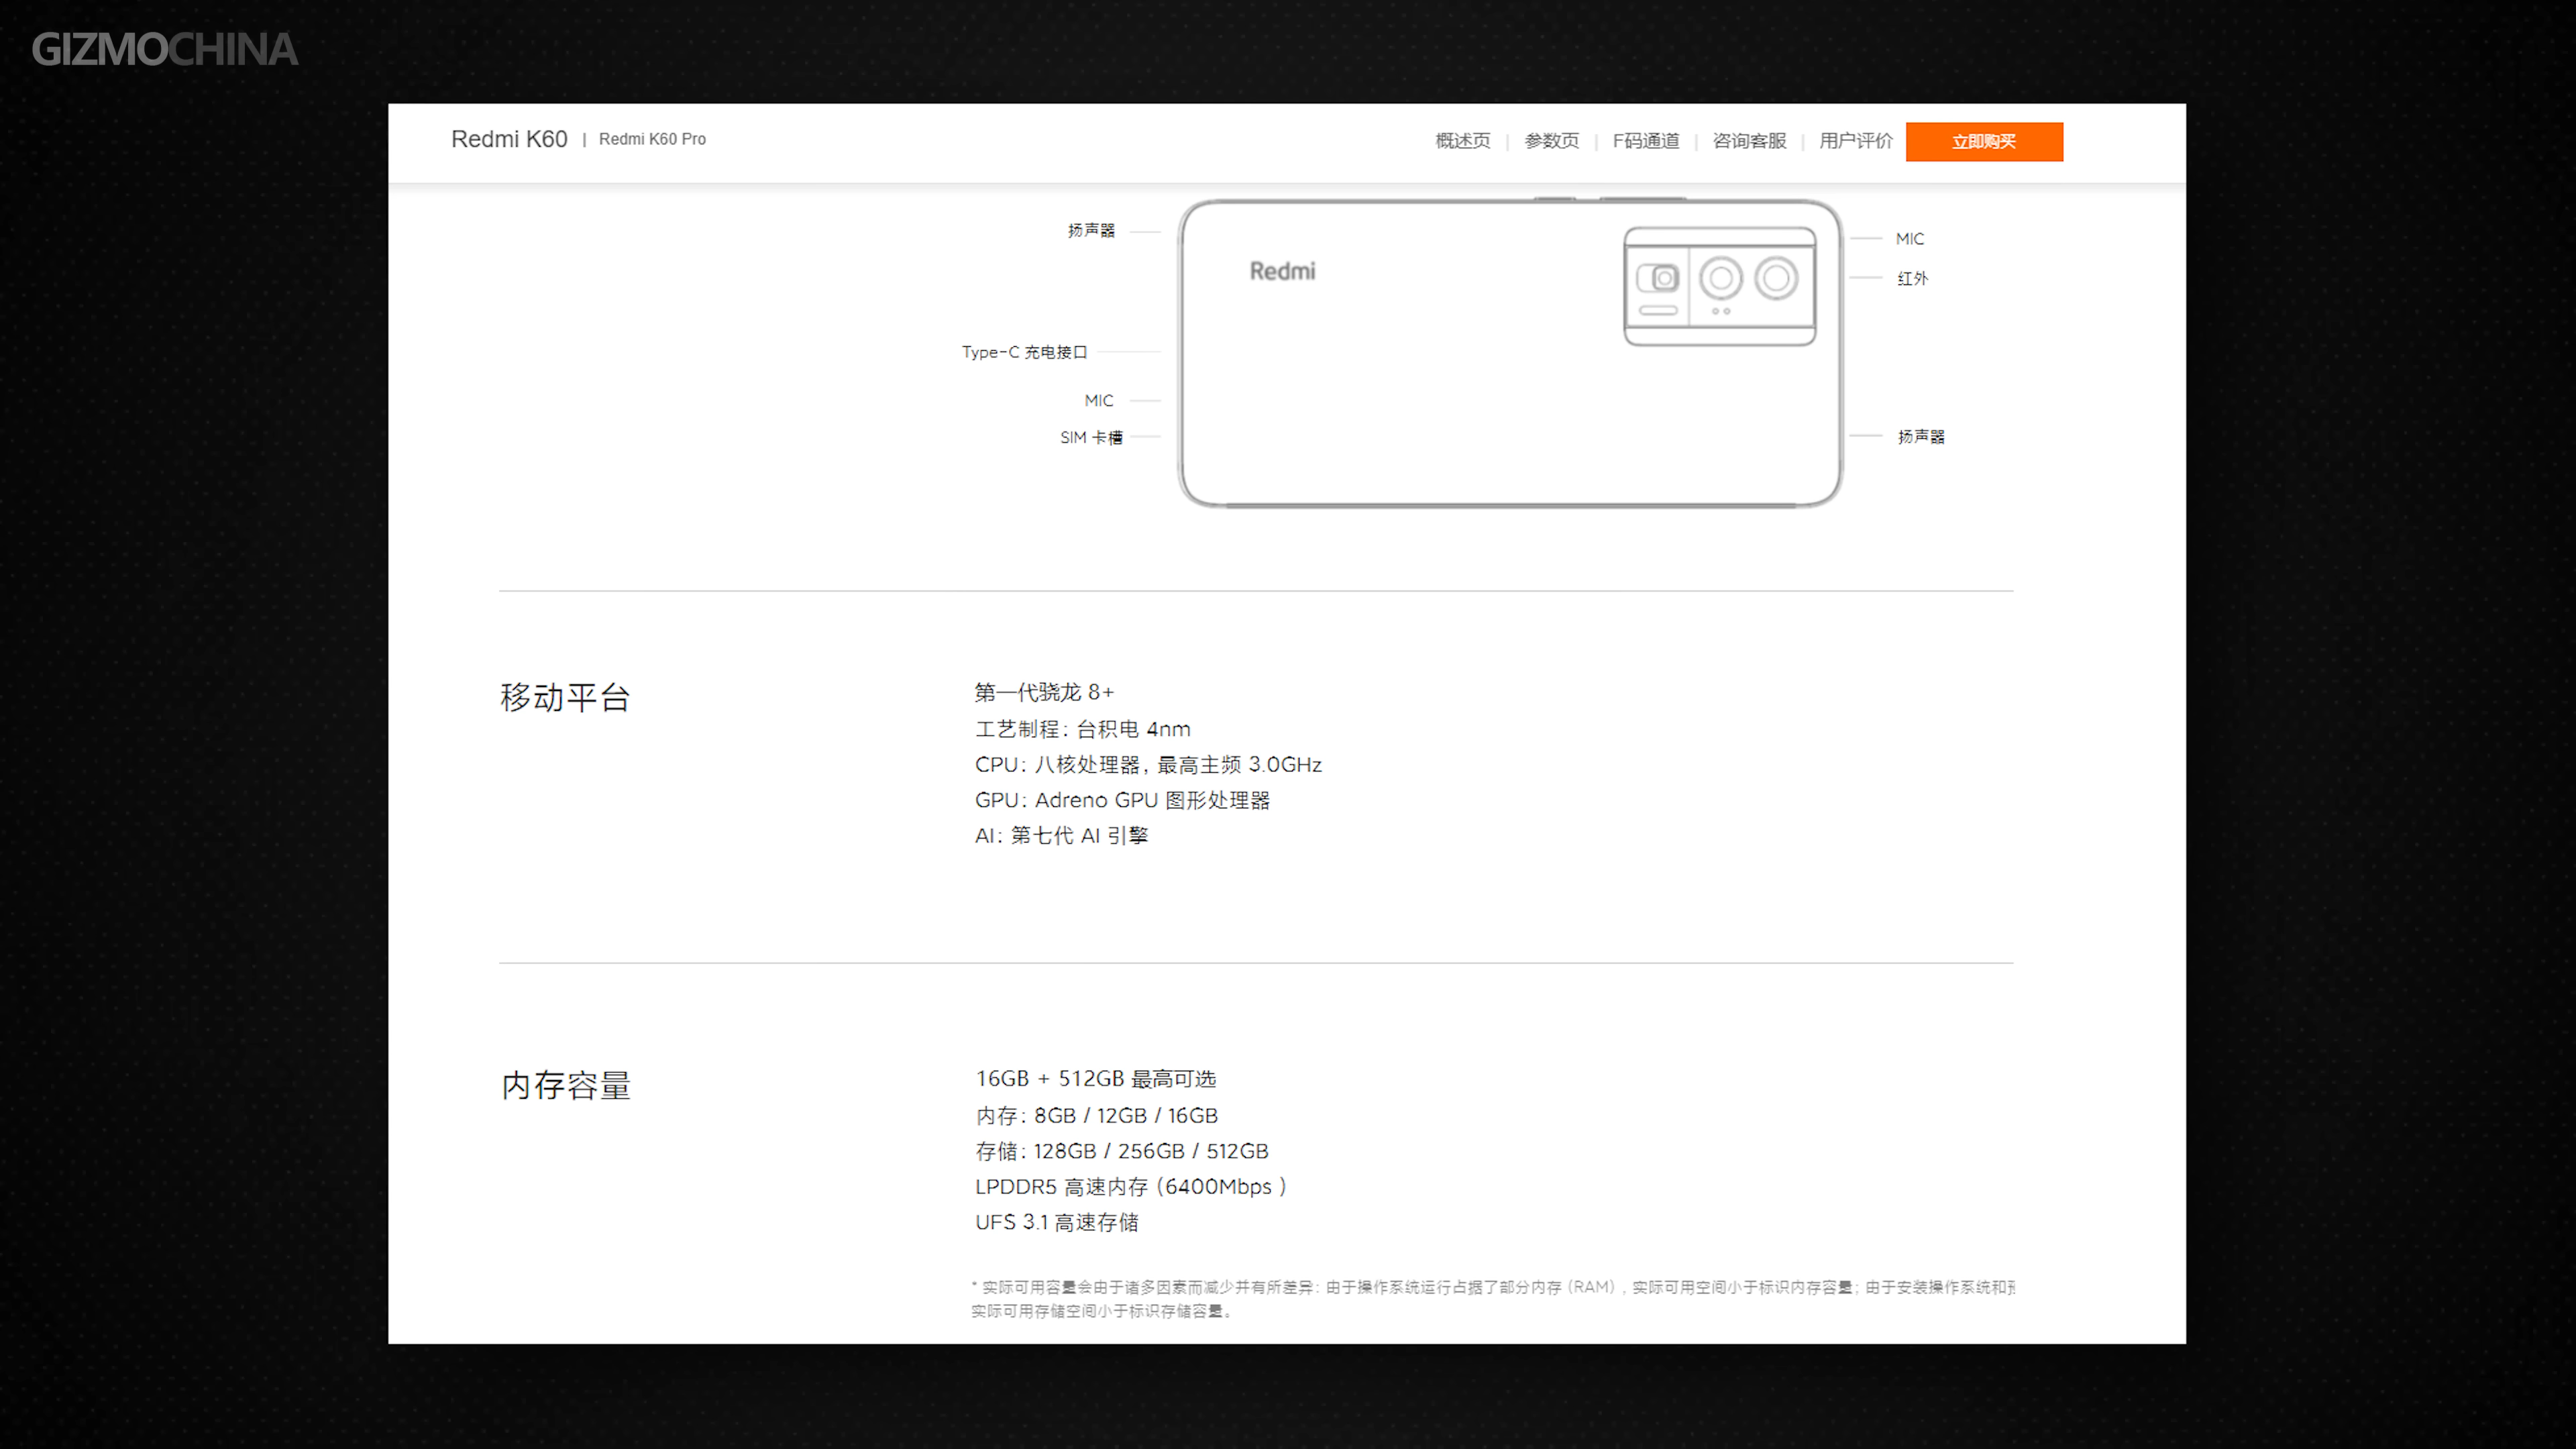 GIZMOCHINA
Redmi K60 | Redmi K60 Pro
概述页 | 参数页 | F码通道 | 咨询客服 | 用户评价
立即购买
扬声器
Type-C 充电接口
MIC
SIM 卡槽
Redmi
MIC
红外
扬声器
移动平台
第一代骁龙 8+
工艺制程: 台积电 4nm
CPU: 八核处理器, 最高主频 3.0GHz
GPU: Adreno GPU 图形处理器
AI: 第七代 AI 引擎
内存容量
16GB + 512GB 最高可选
内存: 8GB / 12GB / 16GB
存储: 128GB / 256GB / 512GB
LPDDR5 高速内存 (6400Mbps )
UFS 3.1 高速存储
* 实际可用容量会由于诸多因素而减少并有所差异: 由于操作系统运行占据了部分内存 (RAM) , 实际可用空间小于标识内存容量; 由于安装操作系统和
实际可用存储空间小于标识存储容量。